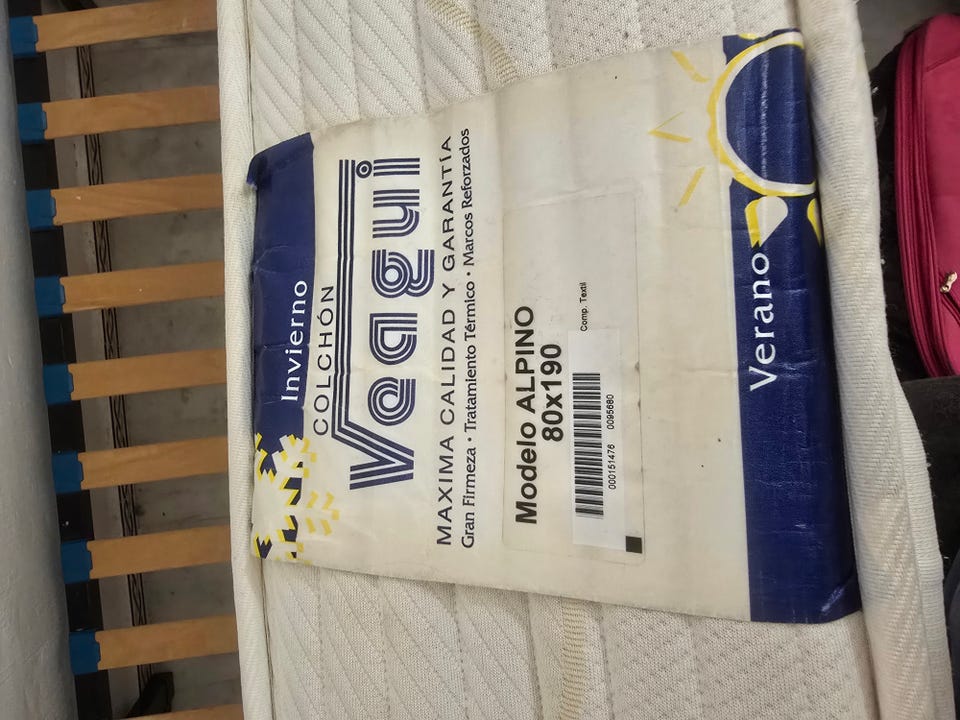 Invierno
COLCHÓN
Veagui
MAXIMA CALIDAD Y GARANTÍA
Gran Firmeza • Tratamiento Térmico • Marcos Reforzados
Modelo ALPINO
80x190
Comp. Textil
000151476 0095680
Verano